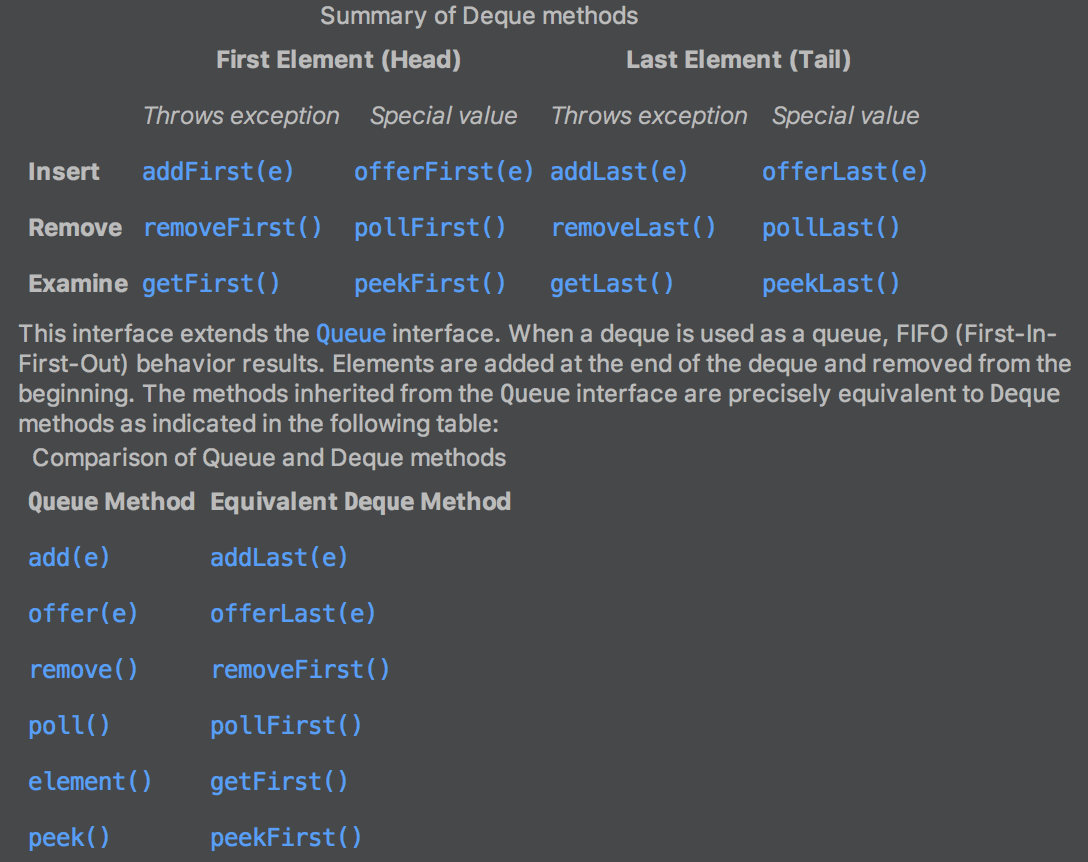 Summary of Deque methods
First Element (Head) Last Element (Tail)
Throws exception Special value Throws exception Special value
Insert addFirst(e) offerFirst(e) addLast(e) offerLast(e)
Remove removeFirst() pollFirst() removeLast() pollLast()
Examine getFirst() peekFirst() getLast() peekLast()
This interface extends the Queue interface. When a deque is used as a queue, FIFO (First-In-
First-Out) behavior results. Elements are added at the end of the deque and removed from the
beginning. The methods inherited from the Queue interface are precisely equivalent to Deque
methods as indicated in the following table:
Comparison of Queue and Deque methods
Queue Method Equivalent Deque Method
add(e) addLast(e)
offer(e) offerLast(e)
remove() removeFirst()
poll() pollFirst()
element() getFirst()
peek() peekFirst()